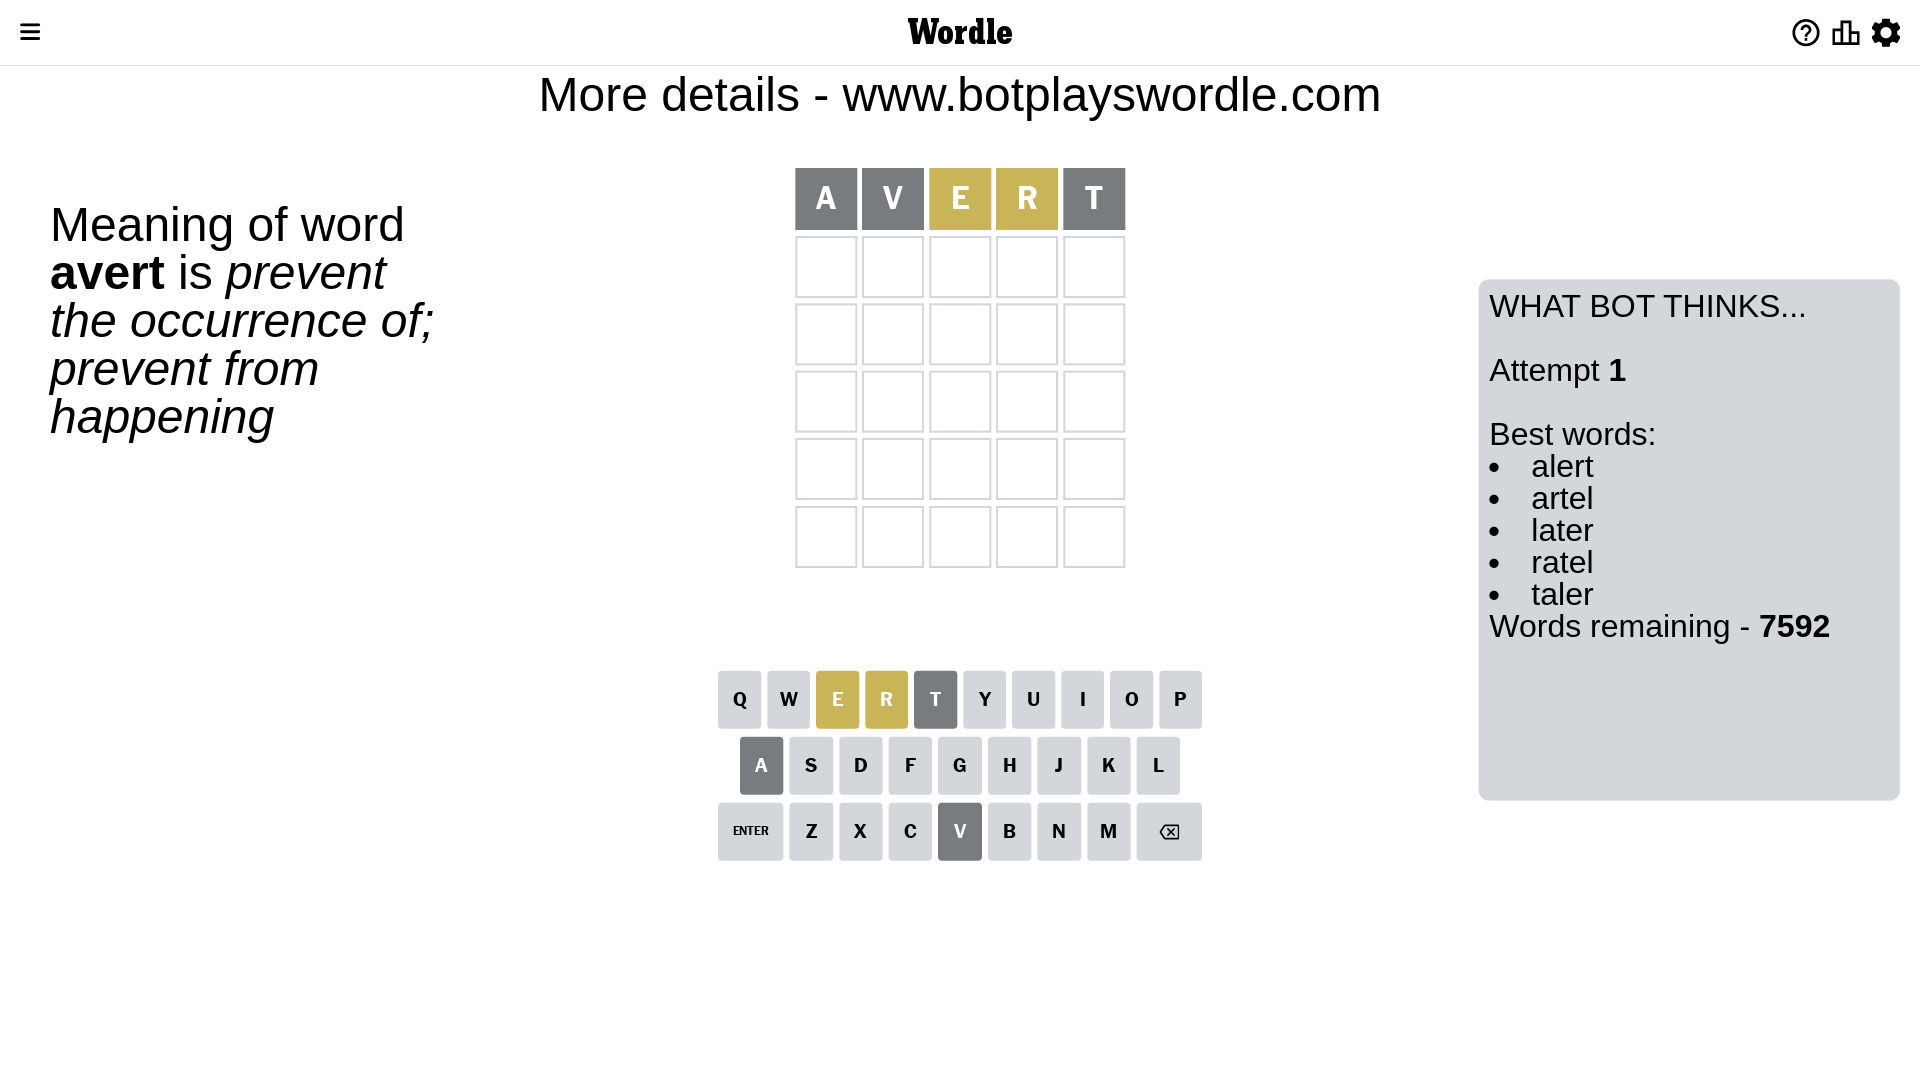 Wordle
More details - www.botplayswordle.com
Meaning of word
avert is prevent
the occurrence of;
prevent from
happening
A V E R T
WHAT BOT THINKS...
Attempt 1
Best words:
• alert
• artel
• later
• ratel
• taler
Words remaining - 7592
Q W E R T Y U I O P
A S D F G H J K L
ENTER Z X C V B N M